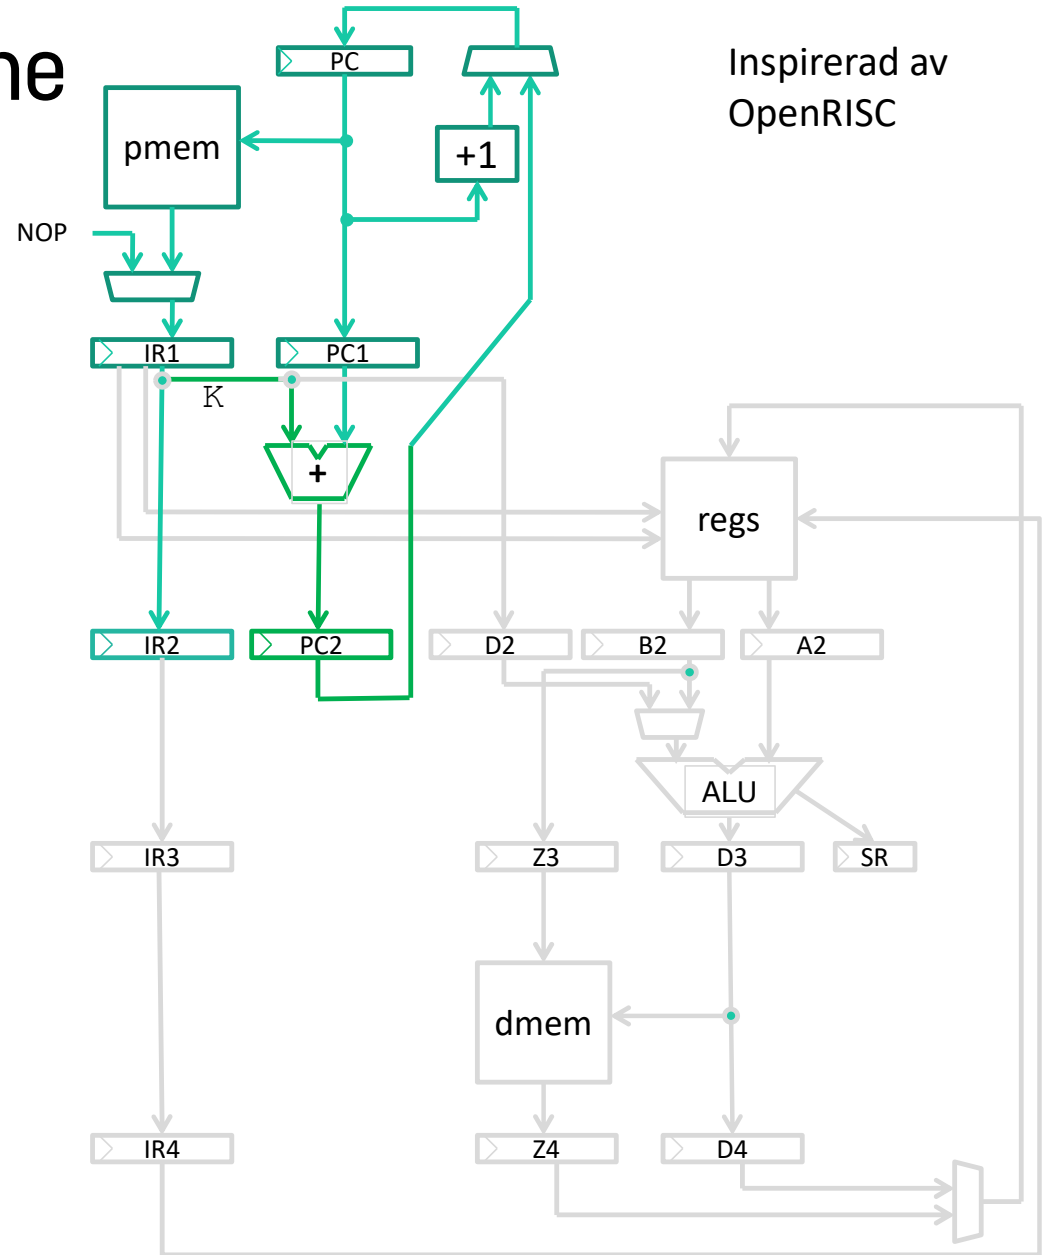 ne
Inspirerad av
OpenRISC
PC
pmem
+1
NOP
IR1
PC1
K
+
regs
IR2
PC2
D2
B2
A2
ALU
IR3
Z3
D3
SR
dmem
IR4
Z4
D4